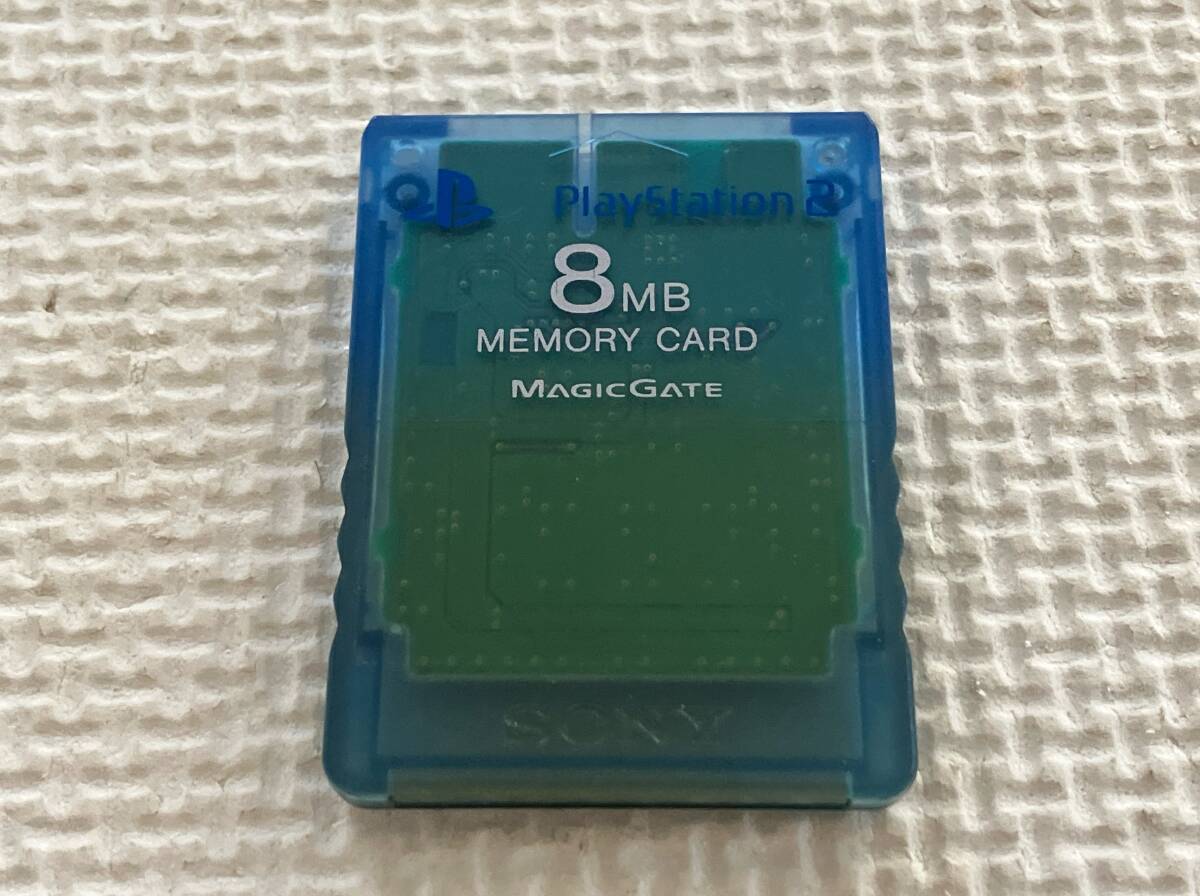 PlayStation 2
8MB
MEMORY CARD
MAGICGATE
SONY